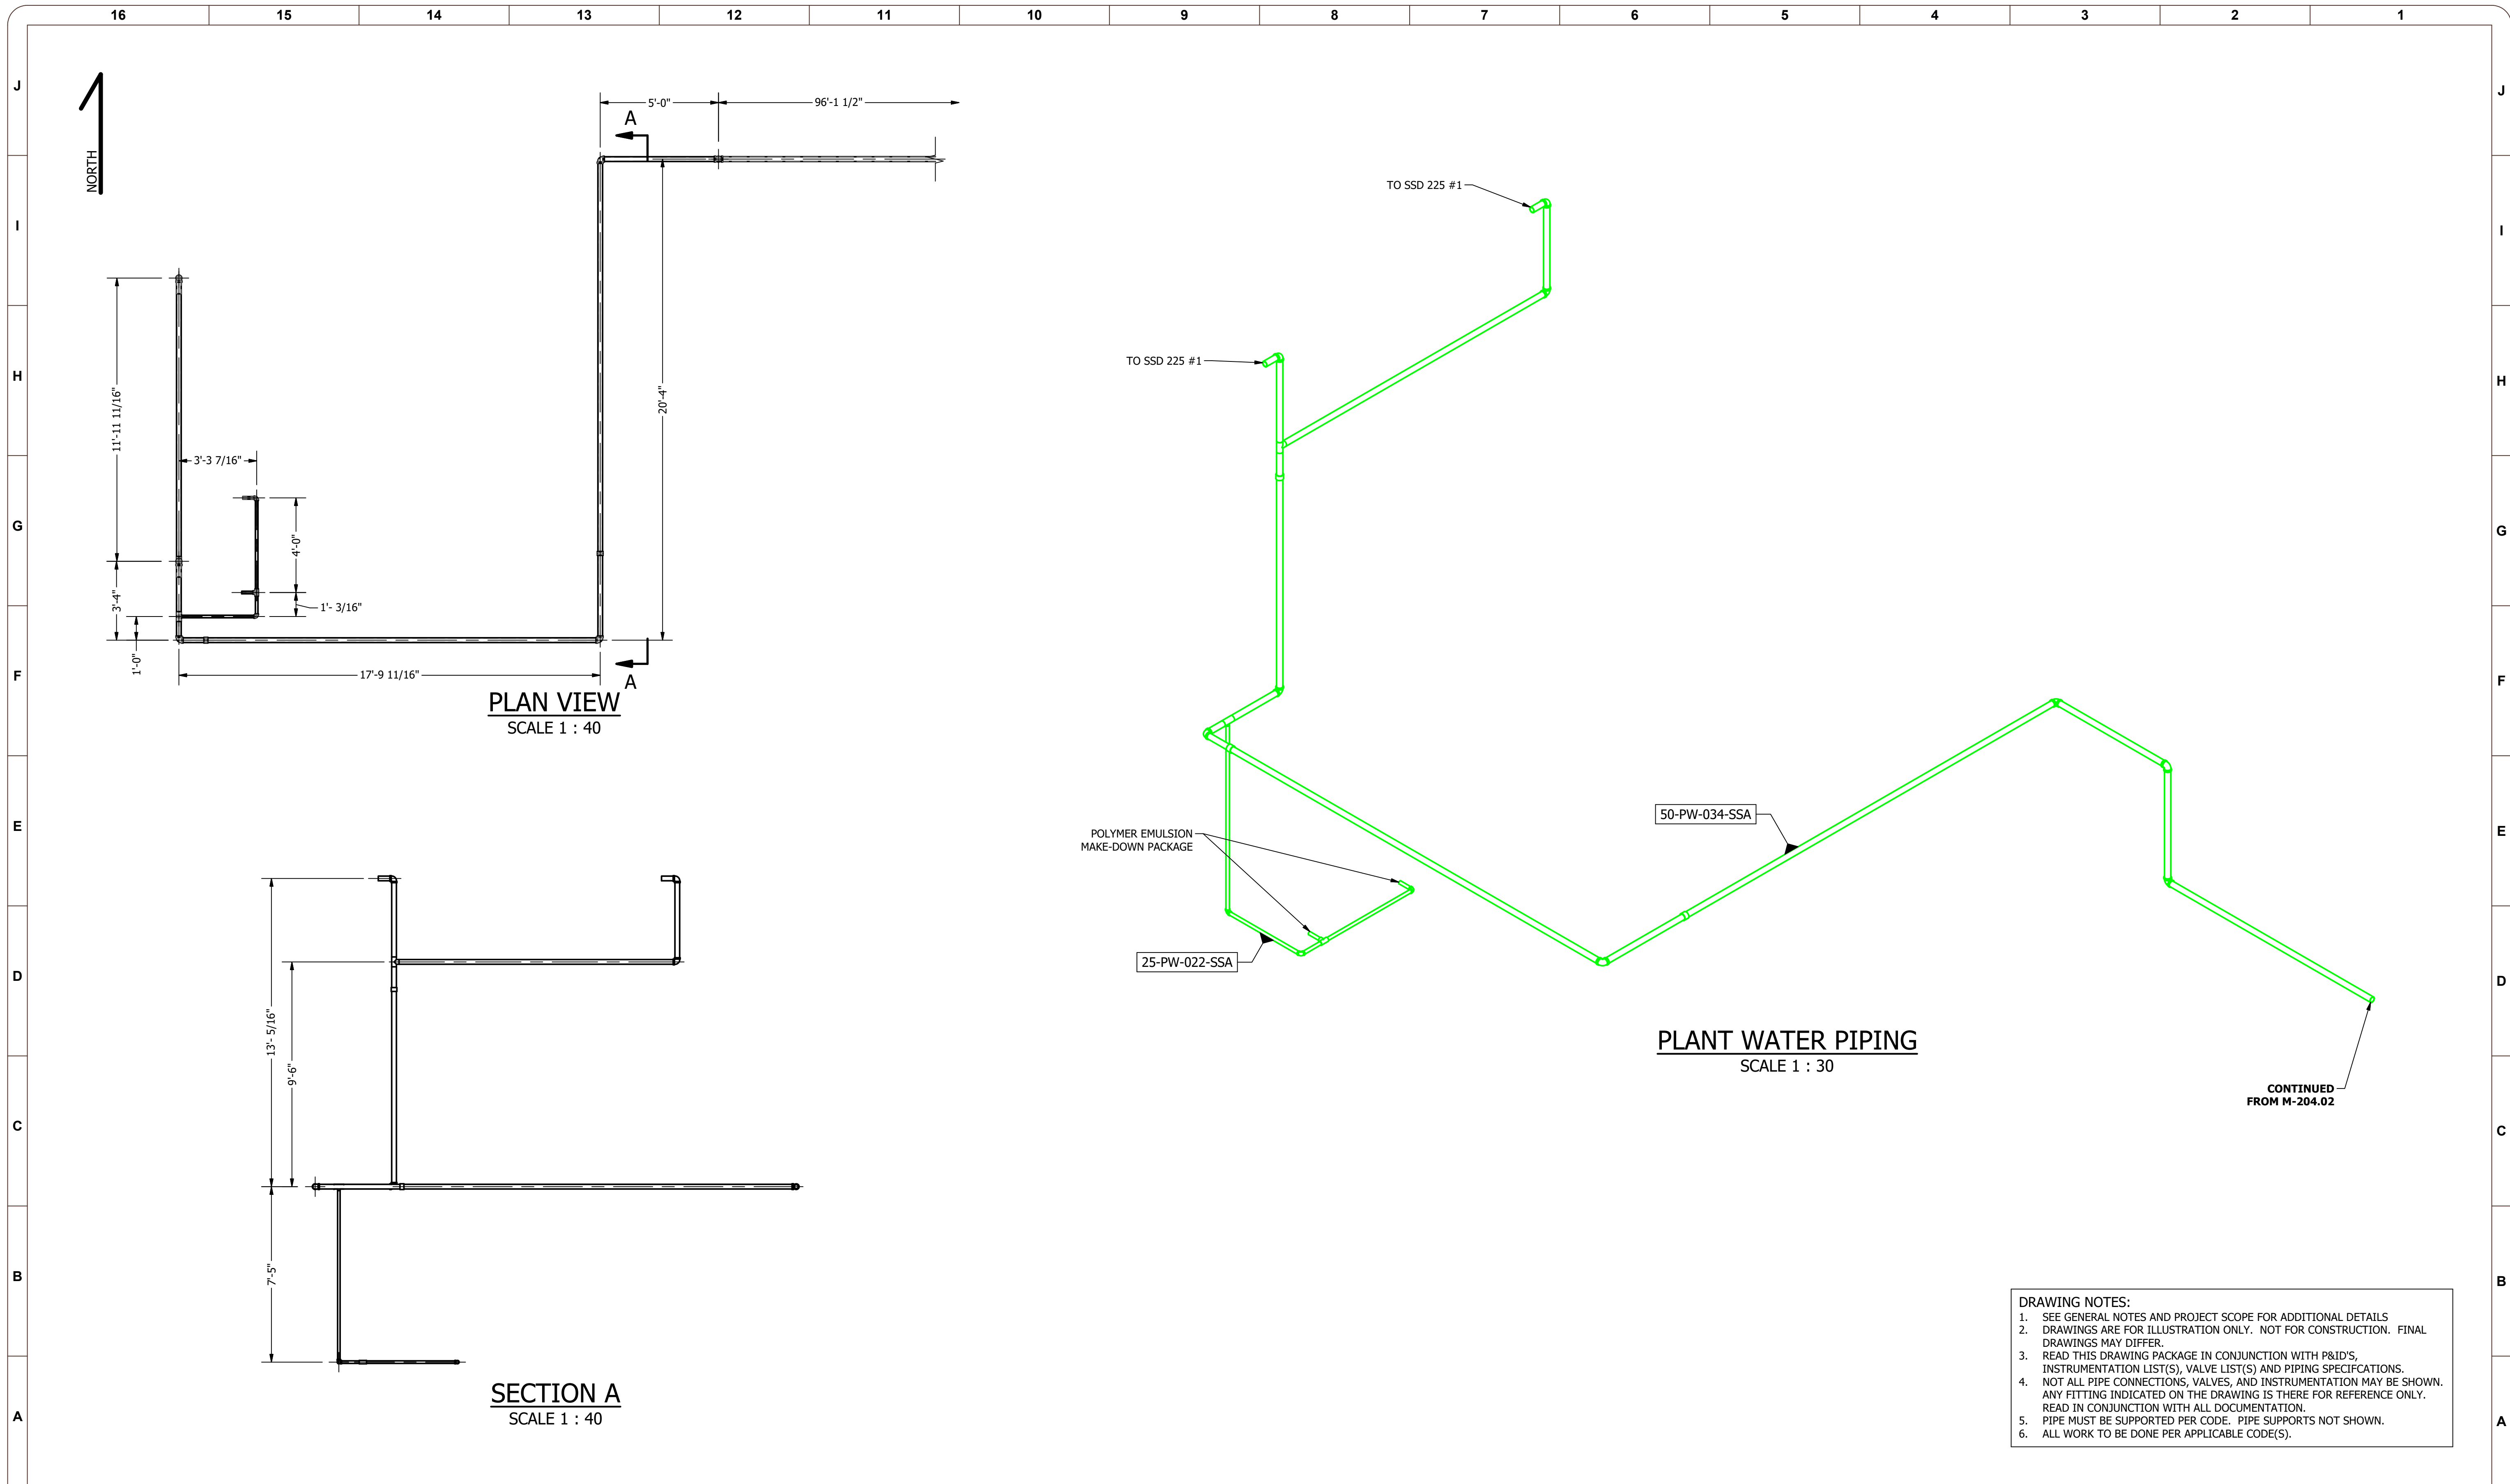 16 15 14 13 12 11 10 9 8 7 6 5 4 3 2 1
J
I
H
G
F
E
D
C
B
A
J
I
H
G
F
E
D
C
B
A
NORTH
5'-0"
96'-1 1/2"
A
20'-4"
11'-11 11/16"
3'-3 7/16"
4'-0"
3'-4"
1'- 3/16"
1'-0"
17'-9 11/16"
A
PLAN VIEW
SCALE 1 : 40
13'- 5/16"
9'-6"
7'-5"
SECTION A
SCALE 1 : 40
TO SSD 225 #1
TO SSD 225 #1
POLYMER EMULSION
MAKE-DOWN PACKAGE
50-PW-034-SSA
25-PW-022-SSA
PLANT WATER PIPING
SCALE 1 : 30
CONTINUED
FROM M-204.02
DRAWING NOTES:
1. SEE GENERAL NOTES AND PROJECT SCOPE FOR ADDITIONAL DETAILS
2. DRAWINGS ARE FOR ILLUSTRATION ONLY. NOT FOR CONSTRUCTION. FINAL
DRAWINGS MAY DIFFER.
3. READ THIS DRAWING PACKAGE IN CONJUNCTION WITH P&ID'S,
INSTRUMENTATION LIST(S), VALVE LIST(S) AND PIPING SPECIFCATIONS.
4. NOT ALL PIPE CONNECTIONS, VALVES, AND INSTRUMENTATION MAY BE SHOWN.
ANY FITTING INDICATED ON THE DRAWING IS THERE FOR REFERENCE ONLY.
READ IN CONJUNCTION WITH ALL DOCUMENTATION.
5. PIPE MUST BE SUPPORTED PER CODE. PIPE SUPPORTS NOT SHOWN.
6. ALL WORK TO BE DONE PER APPLICABLE CODE(S).